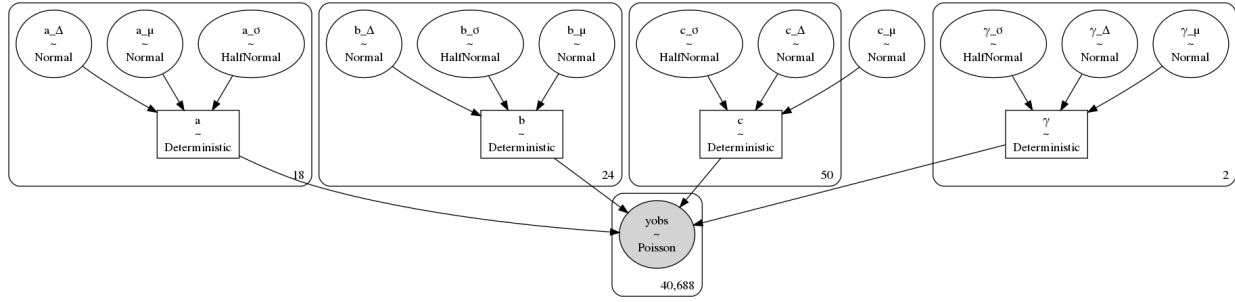 a_Δ
~
Normal
a_μ
~
Normal
a_σ
~
HalfNormal
b_Δ
~
Normal
b_σ
~
HalfNormal
b_μ
~
Normal
c_σ
~
HalfNormal
c_Δ
~
Normal
c_μ
~
Normal
γ_σ
~
HalfNormal
γ_Δ
~
Normal
γ_μ
~
Normal
a
~
Deterministic
18
b
~
Deterministic
24
c
~
Deterministic
50
γ
~
Deterministic
2
yobs
~
Poisson
40,688